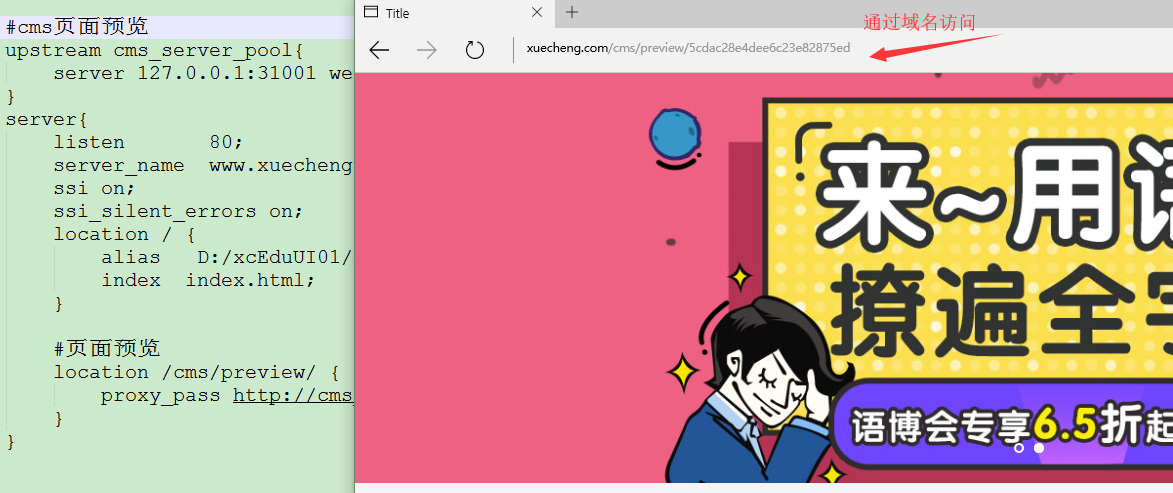 #cms页面预览
upstream cms_server_pool{
server 127.0.0.1:31001 we
}
server{
listen 80;
server_name www.xuecheng
ssi on;
ssi_silent_errors on;
location / {
alias D:/xcEduUI01/
index index.html;
}
#页面预览
location /cms/preview/ {
proxy_pass http://cms_
}
}
Title
xuecheng.com/cms/preview/5cdac28e4dee6c23e82875ed
通过域名访问
来~用语
撩遍全字
语博会专享6.5折起